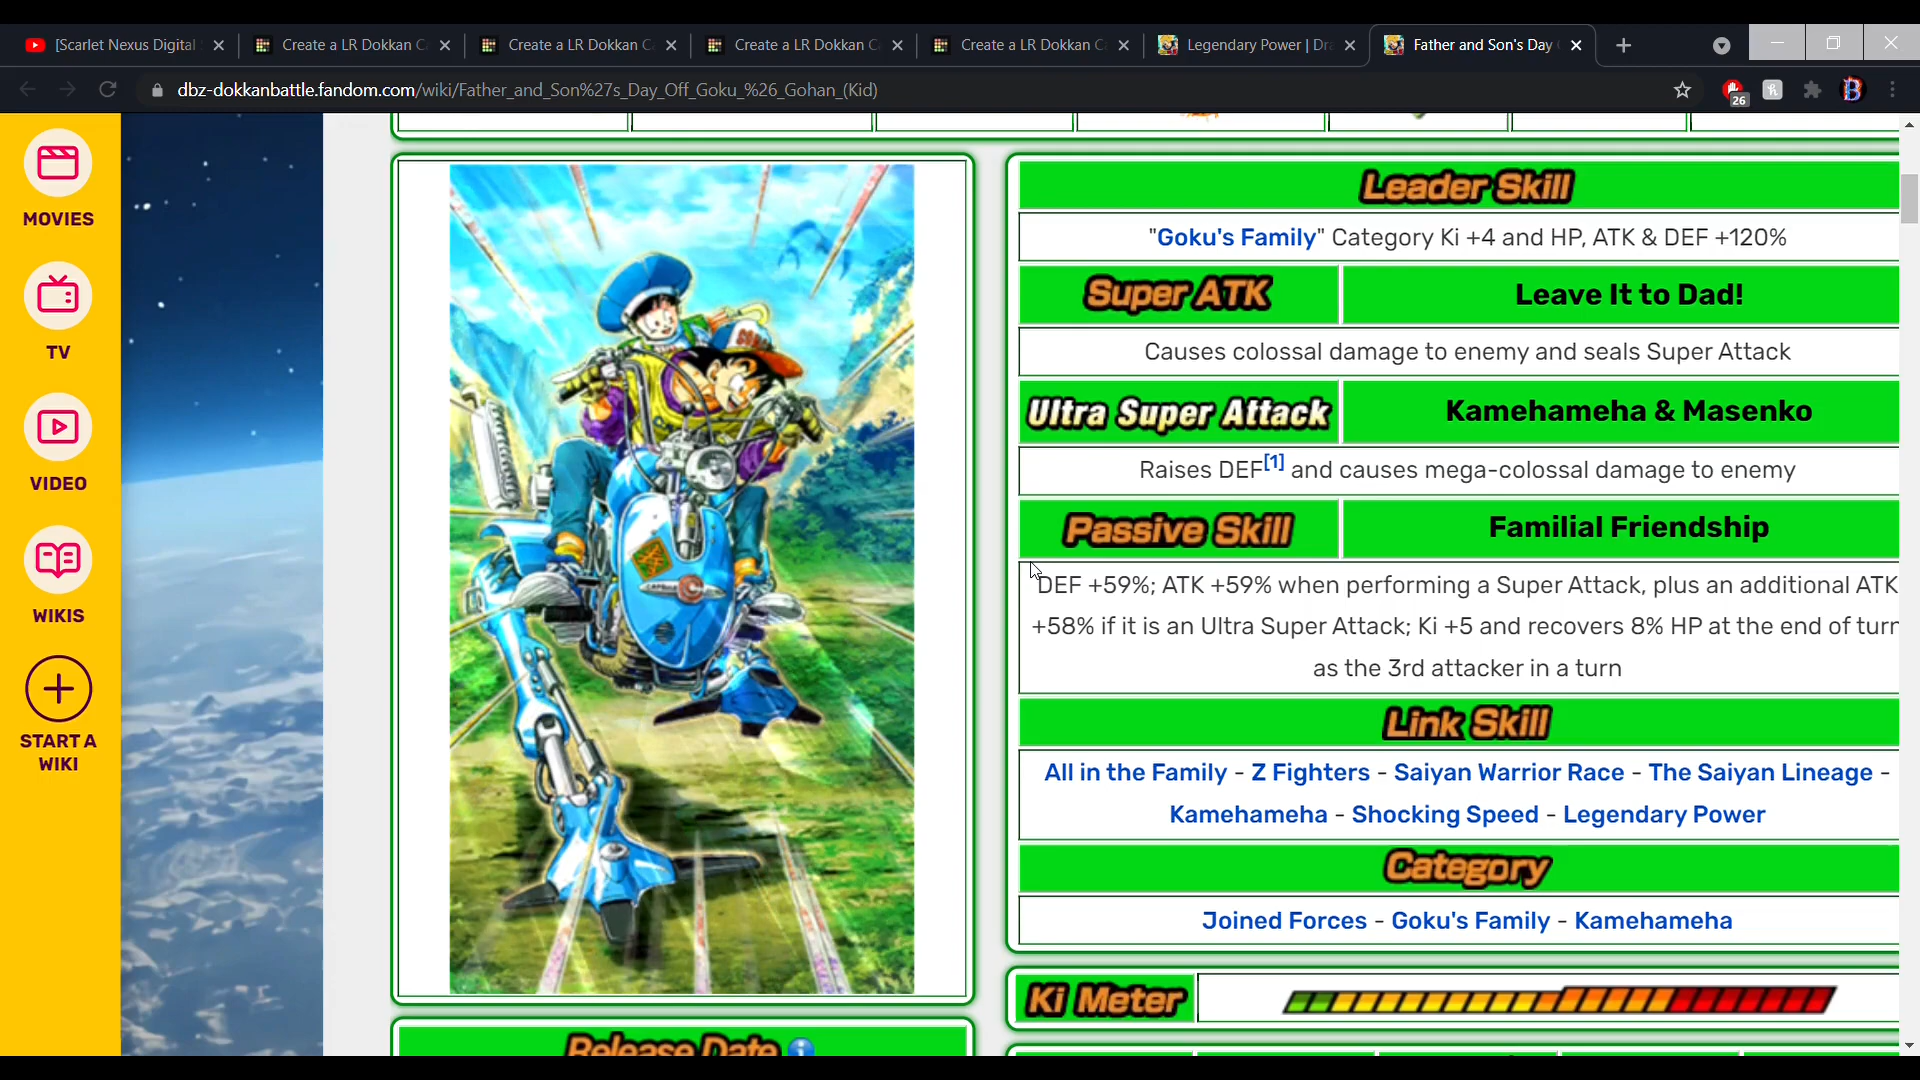 [Scarlet Nexus Digital
Create a LR Dokkan C
Create a LR Dokkan C
Create a LR Dokkan C
Create a LR Dokkan C
Legendary Power | Dr
Father and Son's Day
dbz-dokkanbattle.fandom.com/wiki/Father_and_Son%27s_Day_Off_Goku_%26_Gohan_(Kid)
26
MOVIES
TV
VIDEO
WIKIS
START A
WIKI
Leader Skill
"Goku's Family" Category Ki +4 and HP, ATK & DEF +120%
Super ATK
Leave It to Dad!
Causes colossal damage to enemy and seals Super Attack
Ultra Super Attack
Kamehameha & Masenko
Raises DEF[1] and causes mega-colossal damage to enemy
Passive Skill
Familial Friendship
DEF +59%; ATK +59% when performing a Super Attack, plus an additional ATK
+58% if it is an Ultra Super Attack; Ki +5 and recovers 8% HP at the end of turn
as the 3rd attacker in a turn
Link Skill
All in the Family - Z Fighters - Saiyan Warrior Race - The Saiyan Lineage -
Kamehameha - Shocking Speed - Legendary Power
Category
Joined Forces - Goku's Family - Kamehameha
Ki Meter
Release Date